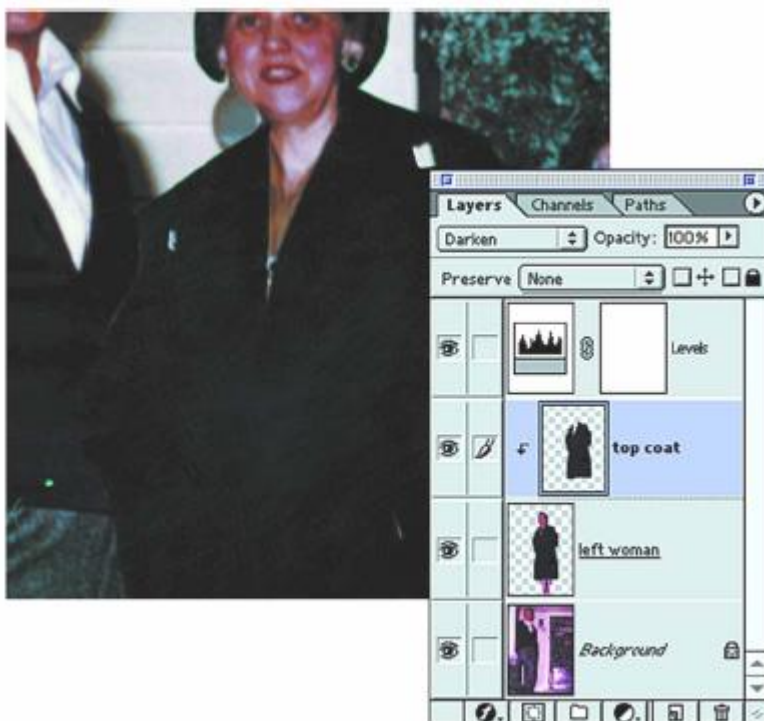 Layers Channels Paths
Darken Opacity: 100%
Preserve None
Levels
top coat
left woman
Background